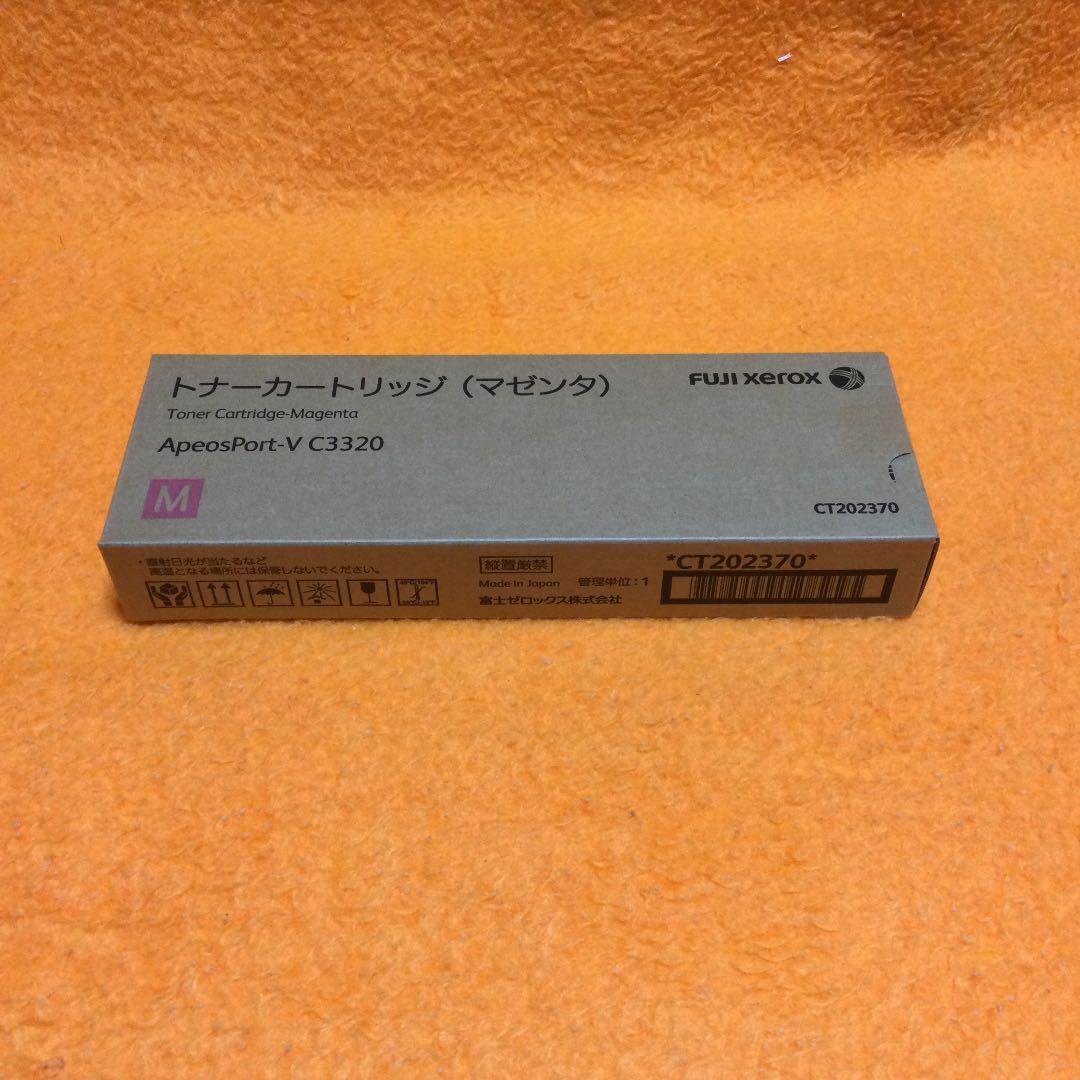 トナーカートリッジ（マゼンタ）
FUJI xerox
Toner Cartridge-Magenta
ApeosPort-V C3320
M
CT202370
・直射日光が当たるなど
高温となる場所には保管しないでください。
縦置厳禁
Made in Japan 管理単位：1
富士ゼロックス株式会社
*CT202370*
40℃/104℉